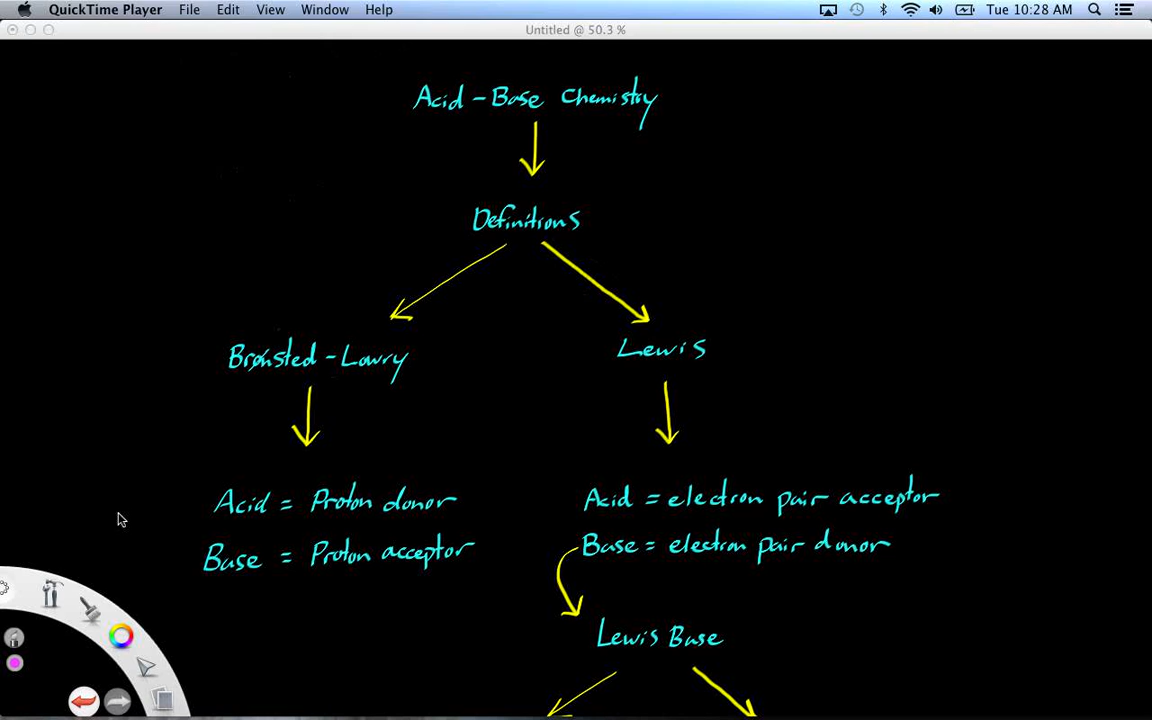 QuickTime Player File Edit View Window Help Tue 10:28 AM
Untitled @ 50.3 %
Acid-Base Chemistry
Definitions
Brønsted-Lowry
Lewis
Acid = Proton donor
Base = Proton acceptor
Acid = electron pair acceptor
Base = electron pair donor
Lewis Base